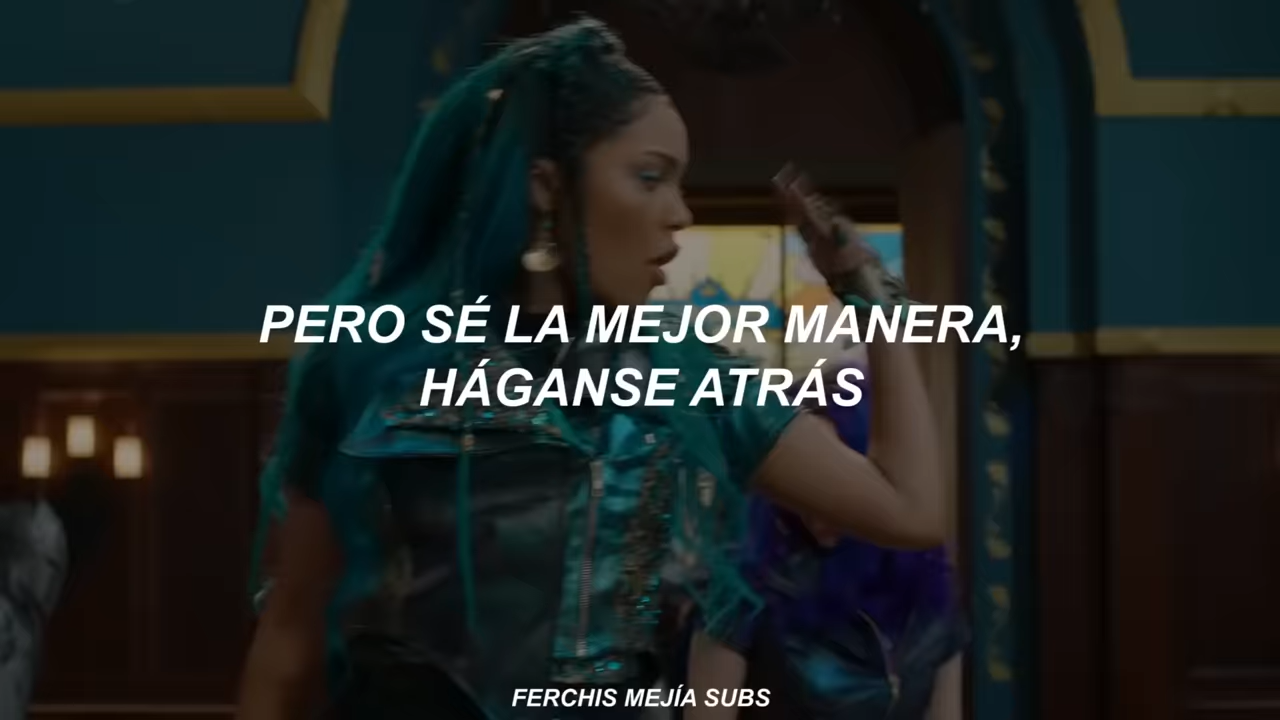 PERO SÉ LA MEJOR MANERA,
HÁGANSE ATRÁS
FERCHIS MEJÍA SUBS